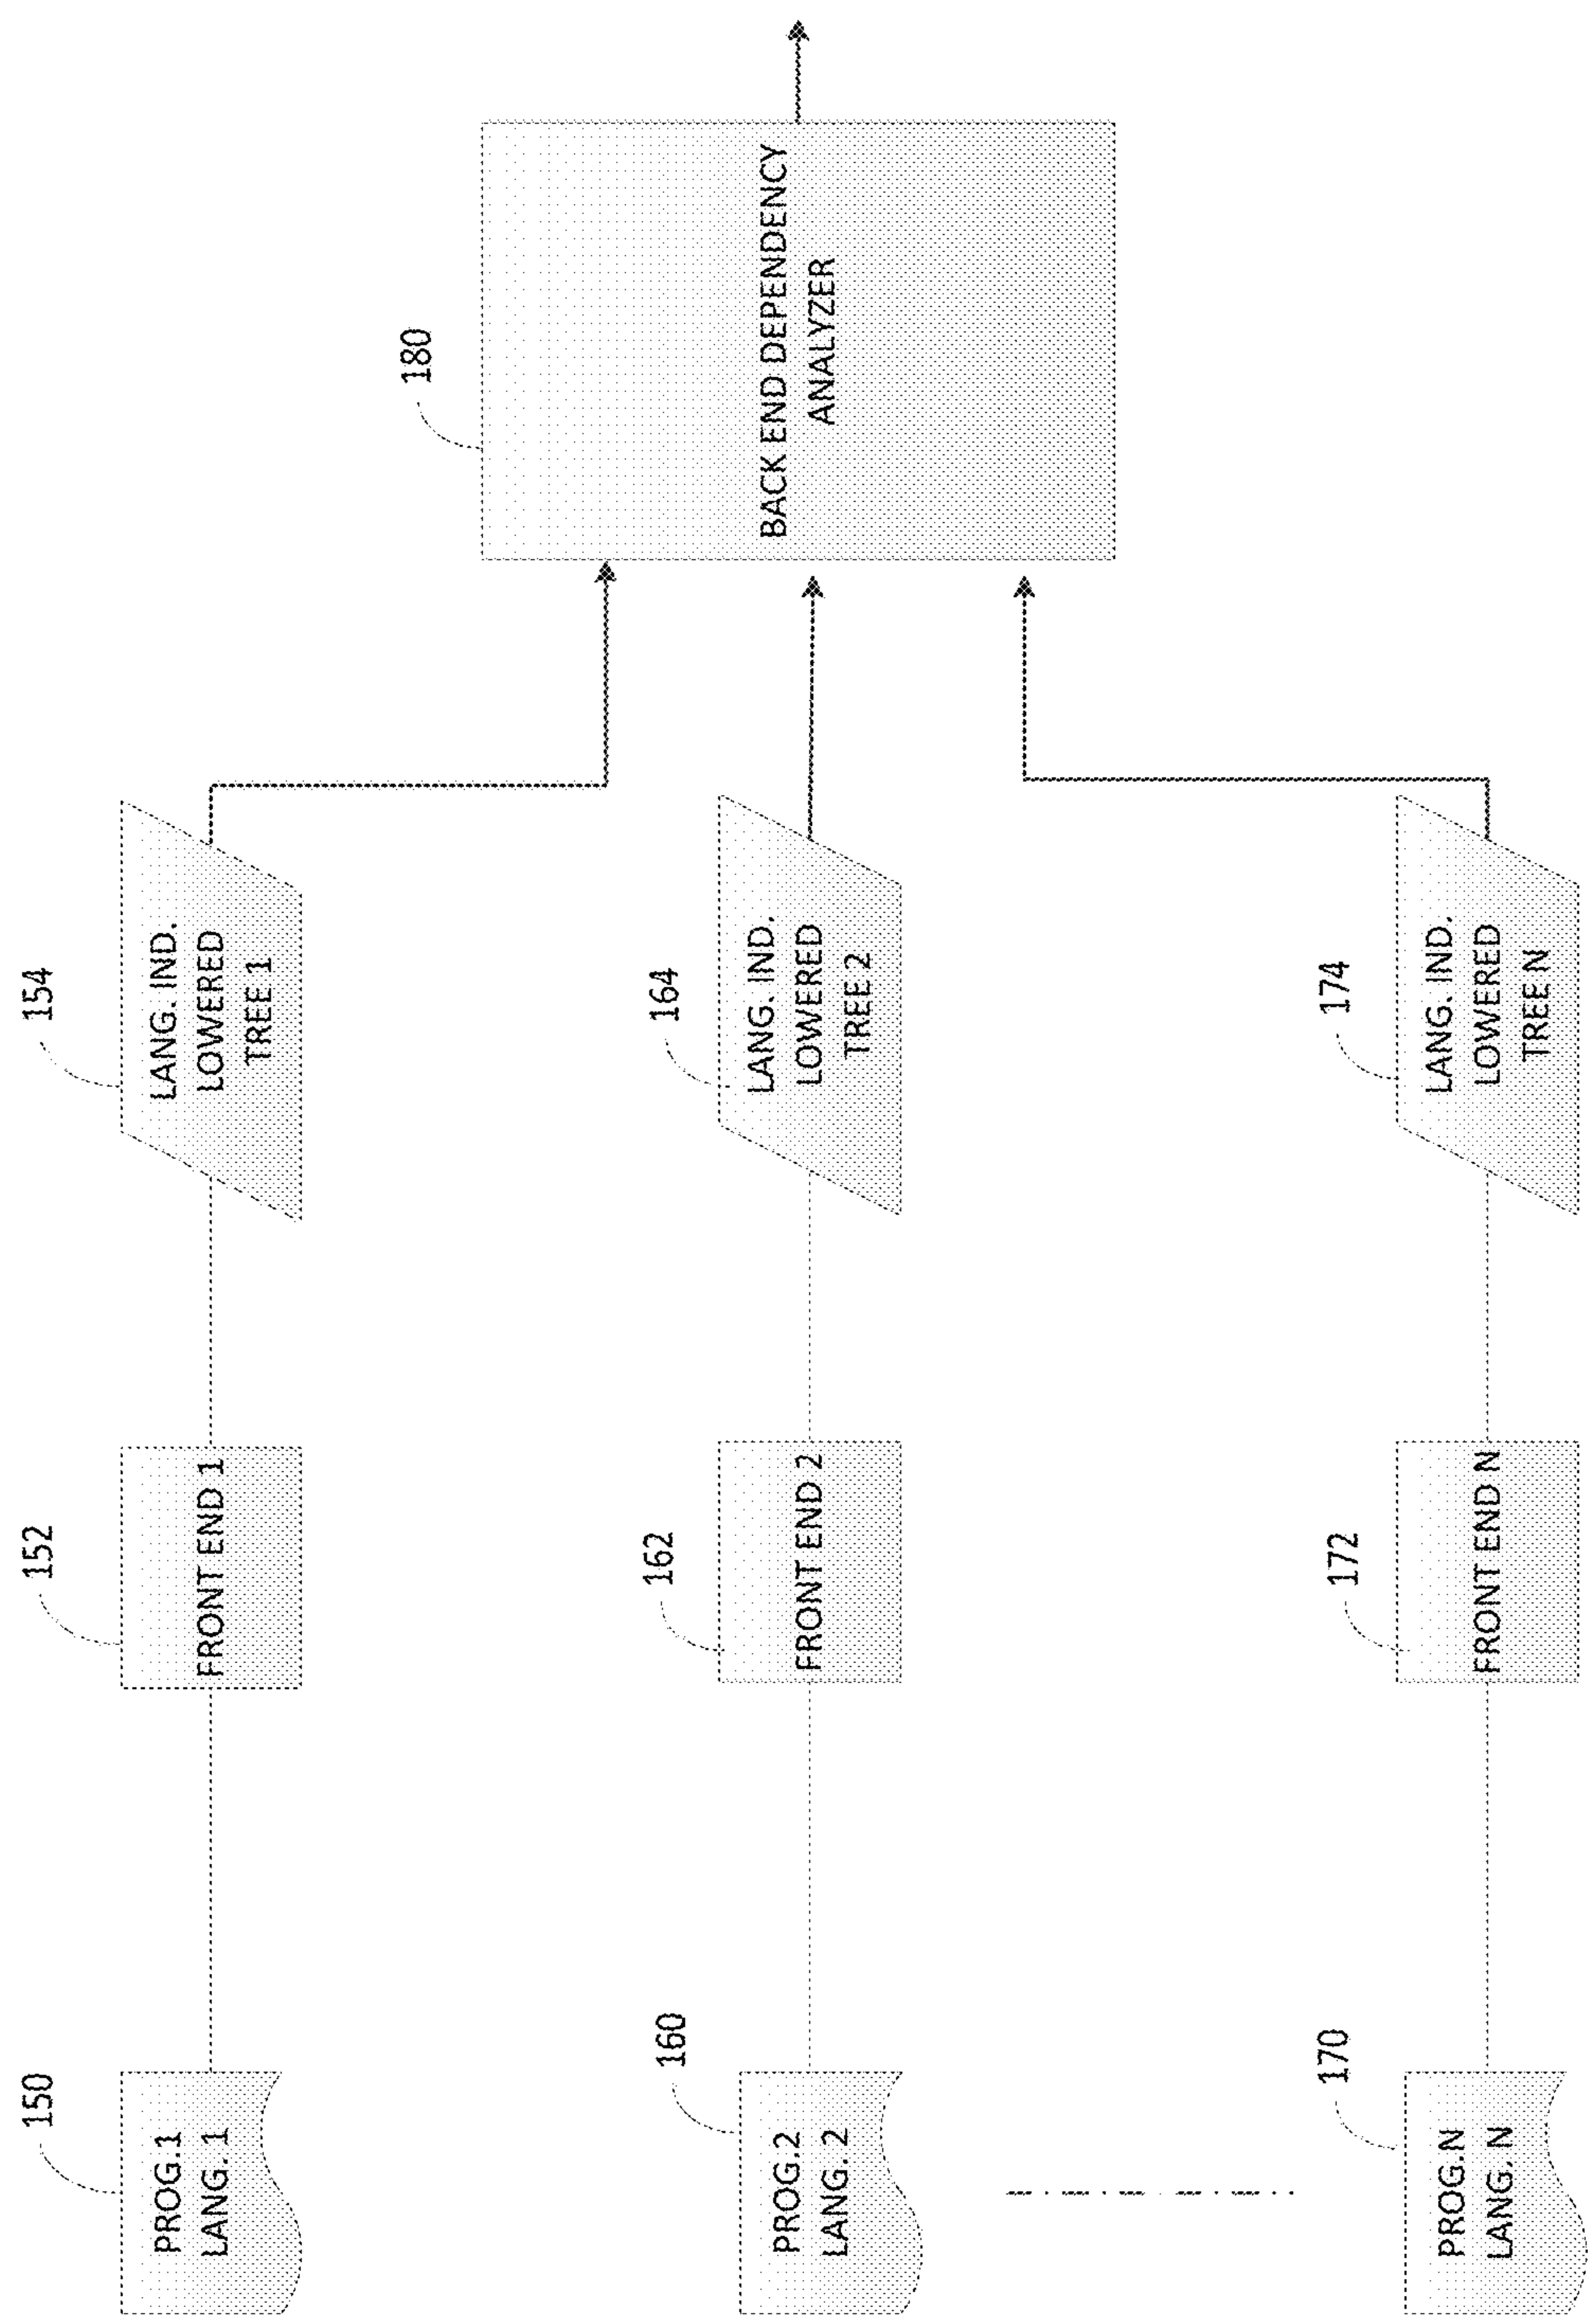 150
PROG.1
LANG. 1
152
FRONT END 1
154
LANG. IND.
LOWERED
TREE 1
160
PROG.2
LANG. 2
162
FRONT END 2
164
LANG. IND.
LOWERED
TREE 2
170
PROG.N
LANG. N
172
FRONT END N
174
LANG. IND.
LOWERED
TREE N
180
BACK END DEPENDENCY
ANALYZER